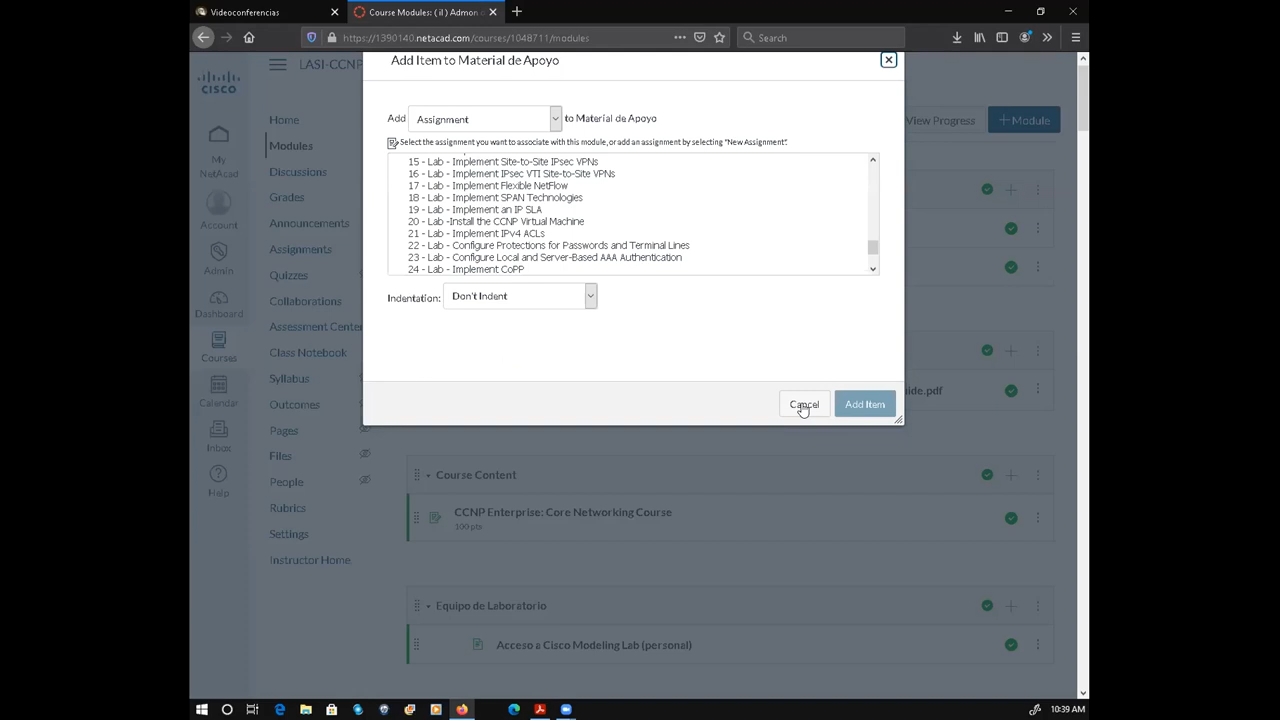 Videoconferencias
Course Modules: ( il ) Admon d
https://1390140.netacad.com/courses/1048711/modules
Search
CISCO
LASI-CCNP
Add Item to Material de Apoyo
Home
My NetAcad
Modules
View Progress
+ Module
Add Assignment to Material de Apoyo
Select the assignment you want to associate with this module, or add an assignment by selecting "New Assignment".
15 - Lab - Implement Site-to-Site IPsec VPNs
16 - Lab - Implement IPsec VTI Site-to-Site VPNs
17 - Lab - Implement Flexible NetFlow
18 - Lab - Implement SPAN Technologies
19 - Lab - Implement an IP SLA
20 - Lab -Install the CCNP Virtual Machine
21 - Lab - Implement IPv4 ACLs
22 - Lab - Configure Protections for Passwords and Terminal Lines
23 - Lab - Configure Local and Server-Based AAA Authentication
24 - Lab - Implement CoPP
Indentation: Don't Indent
Cancel
Add Item
Discussions
Grades
Account
Announcements
Assignments
Admin
Quizzes
Collaborations
Dashboard
Assessment Center
Class Notebook
Courses
Syllabus
Outcomes
Calendar
ide.pdf
Pages
Files
Inbox
People
Help
Rubrics
Settings
Instructor Home
Course Content
CCNP Enterprise: Core Networking Course
100 pts
Equipo de Laboratorio
Acceso a Cisco Modeling Lab (personal)
10:39 AM